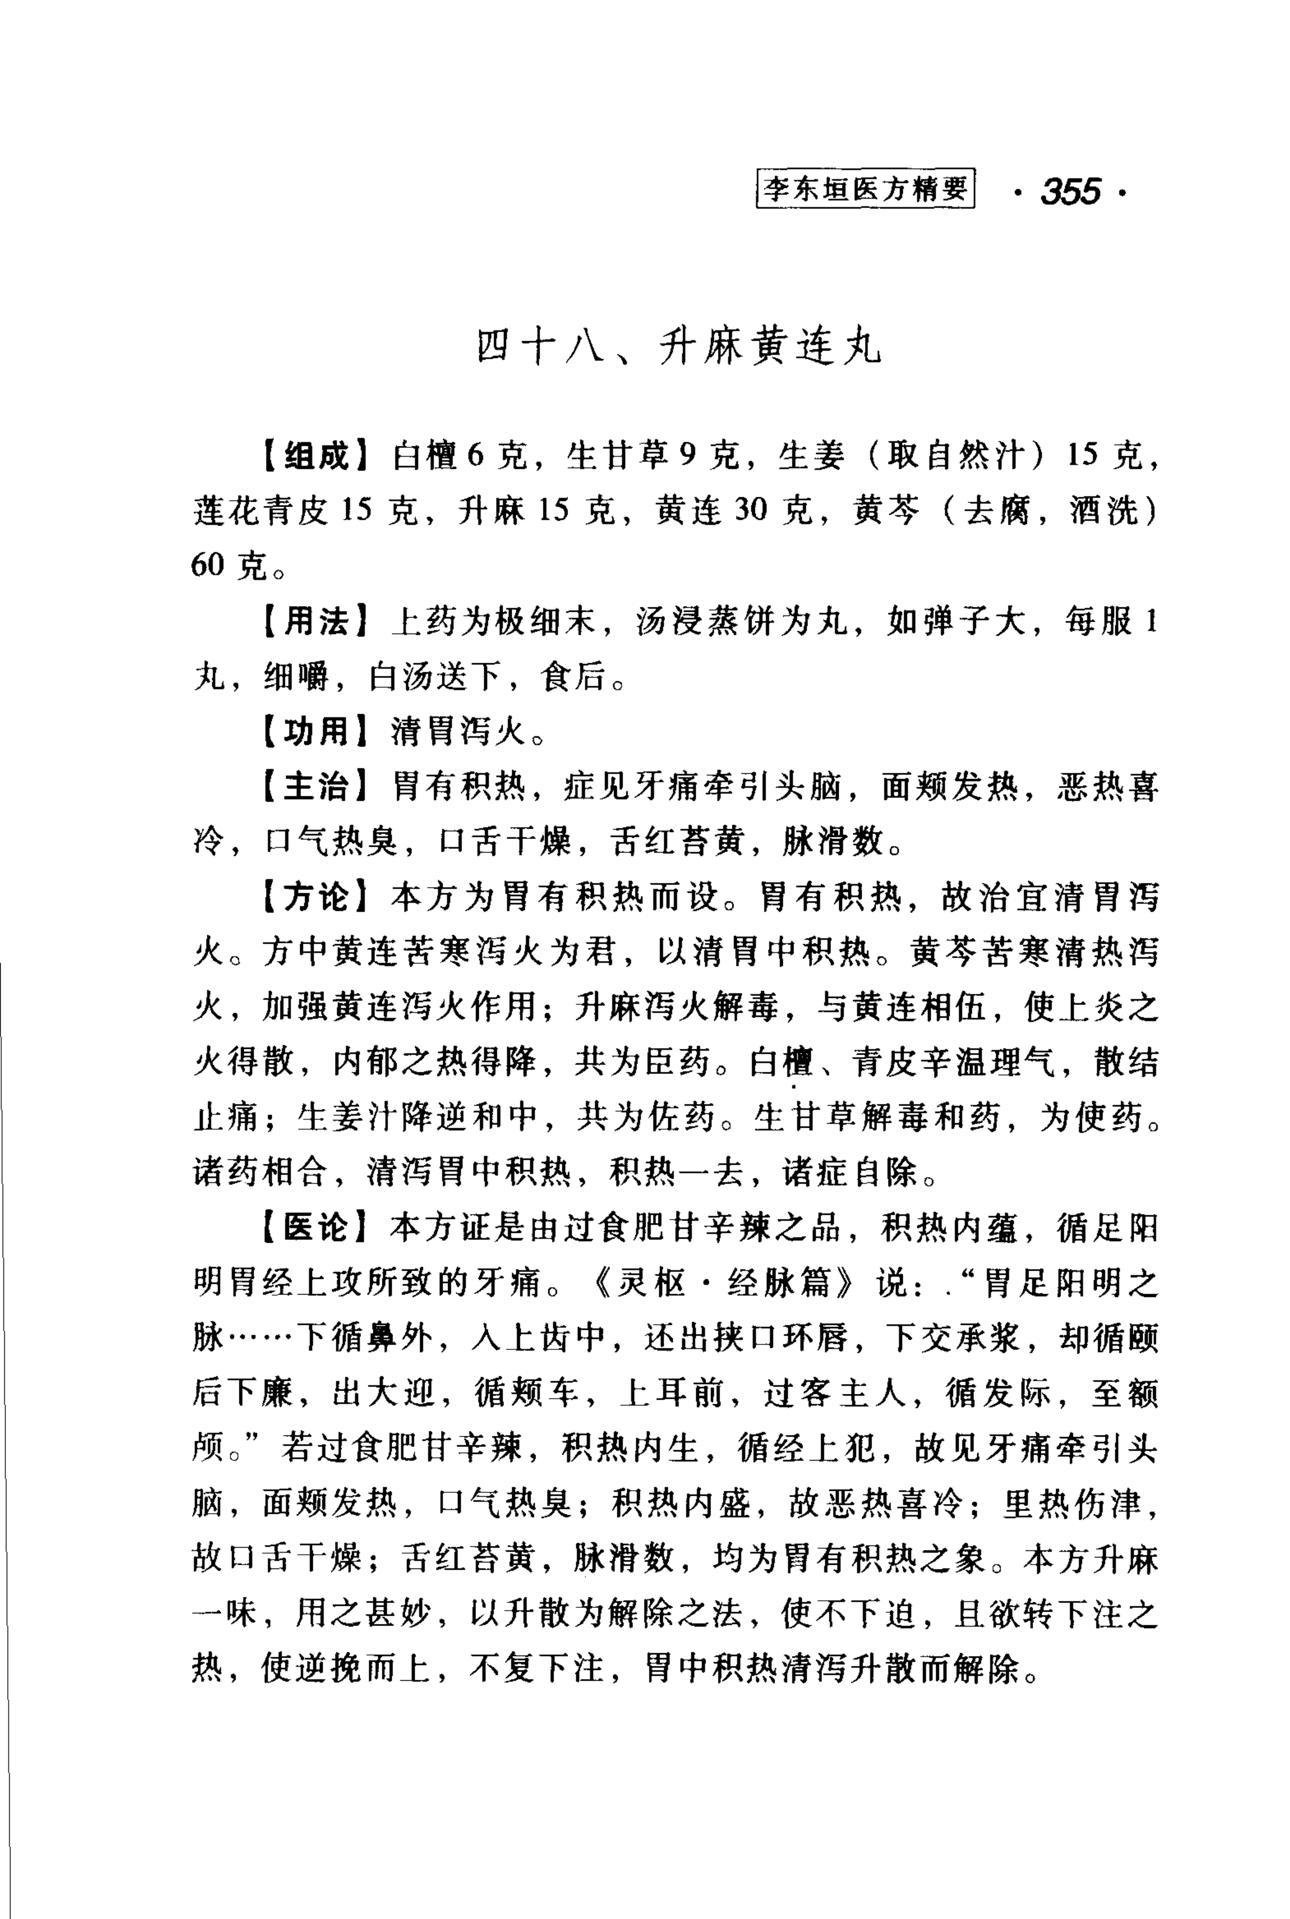 李东垣医方精要 · 355 ·
四十八、升麻黄连丸
【组成】白檀 6 克，生甘草 9 克，生姜（取自然汁）15 克，
莲花青皮 15 克，升麻 15 克，黄连 30 克，黄芩（去腐，酒洗）
60 克。
【用法】上药为极细末，汤浸蒸饼为丸，如弹子大，每服 1
丸，细嚼，白汤送下，食后。
【功用】清胃泻火。
【主治】胃有积热，症见牙痛牵引头脑，面颊发热，恶热喜
冷，口气热臭，口舌干燥，舌红苔黄，脉滑数。
【方论】本方为胃有积热而设。胃有积热，故治宜清胃泻
火。方中黄连苦寒泻火为君，以清胃中积热。黄芩苦寒清热泻
火，加强黄连泻火作用；升麻泻火解毒，与黄连相伍，使上炎之
火得散，内郁之热得降，共为臣药。白檀、青皮辛温理气，散结
止痛；生姜汁降逆和中，共为佐药。生甘草解毒和药，为使药。
诸药相合，清泻胃中积热，积热一去，诸症自除。
【医论】本方证是由过食肥甘辛辣之品，积热内蕴，循足阳
明胃经上攻所致的牙痛。《灵枢·经脉篇》说：“胃足阳明之
脉……下循鼻外，入上齿中，还出挟口环唇，下交承浆，却循颐
后下廉，出大迎，循颊车，上耳前，过客主人，循发际，至额
颅。”若过食肥甘辛辣，积热内生，循经上犯，故见牙痛牵引头
脑，面颊发热，口气热臭；积热内盛，故恶热喜冷；里热伤津，
故口舌干燥；舌红苔黄，脉滑数，均为胃有积热之象。本方升麻
一味，用之甚妙，以升散为解除之法，使不下迫，且欲转下注之
热，使逆挽而上，不复下注，胃中积热清泻升散而解除。